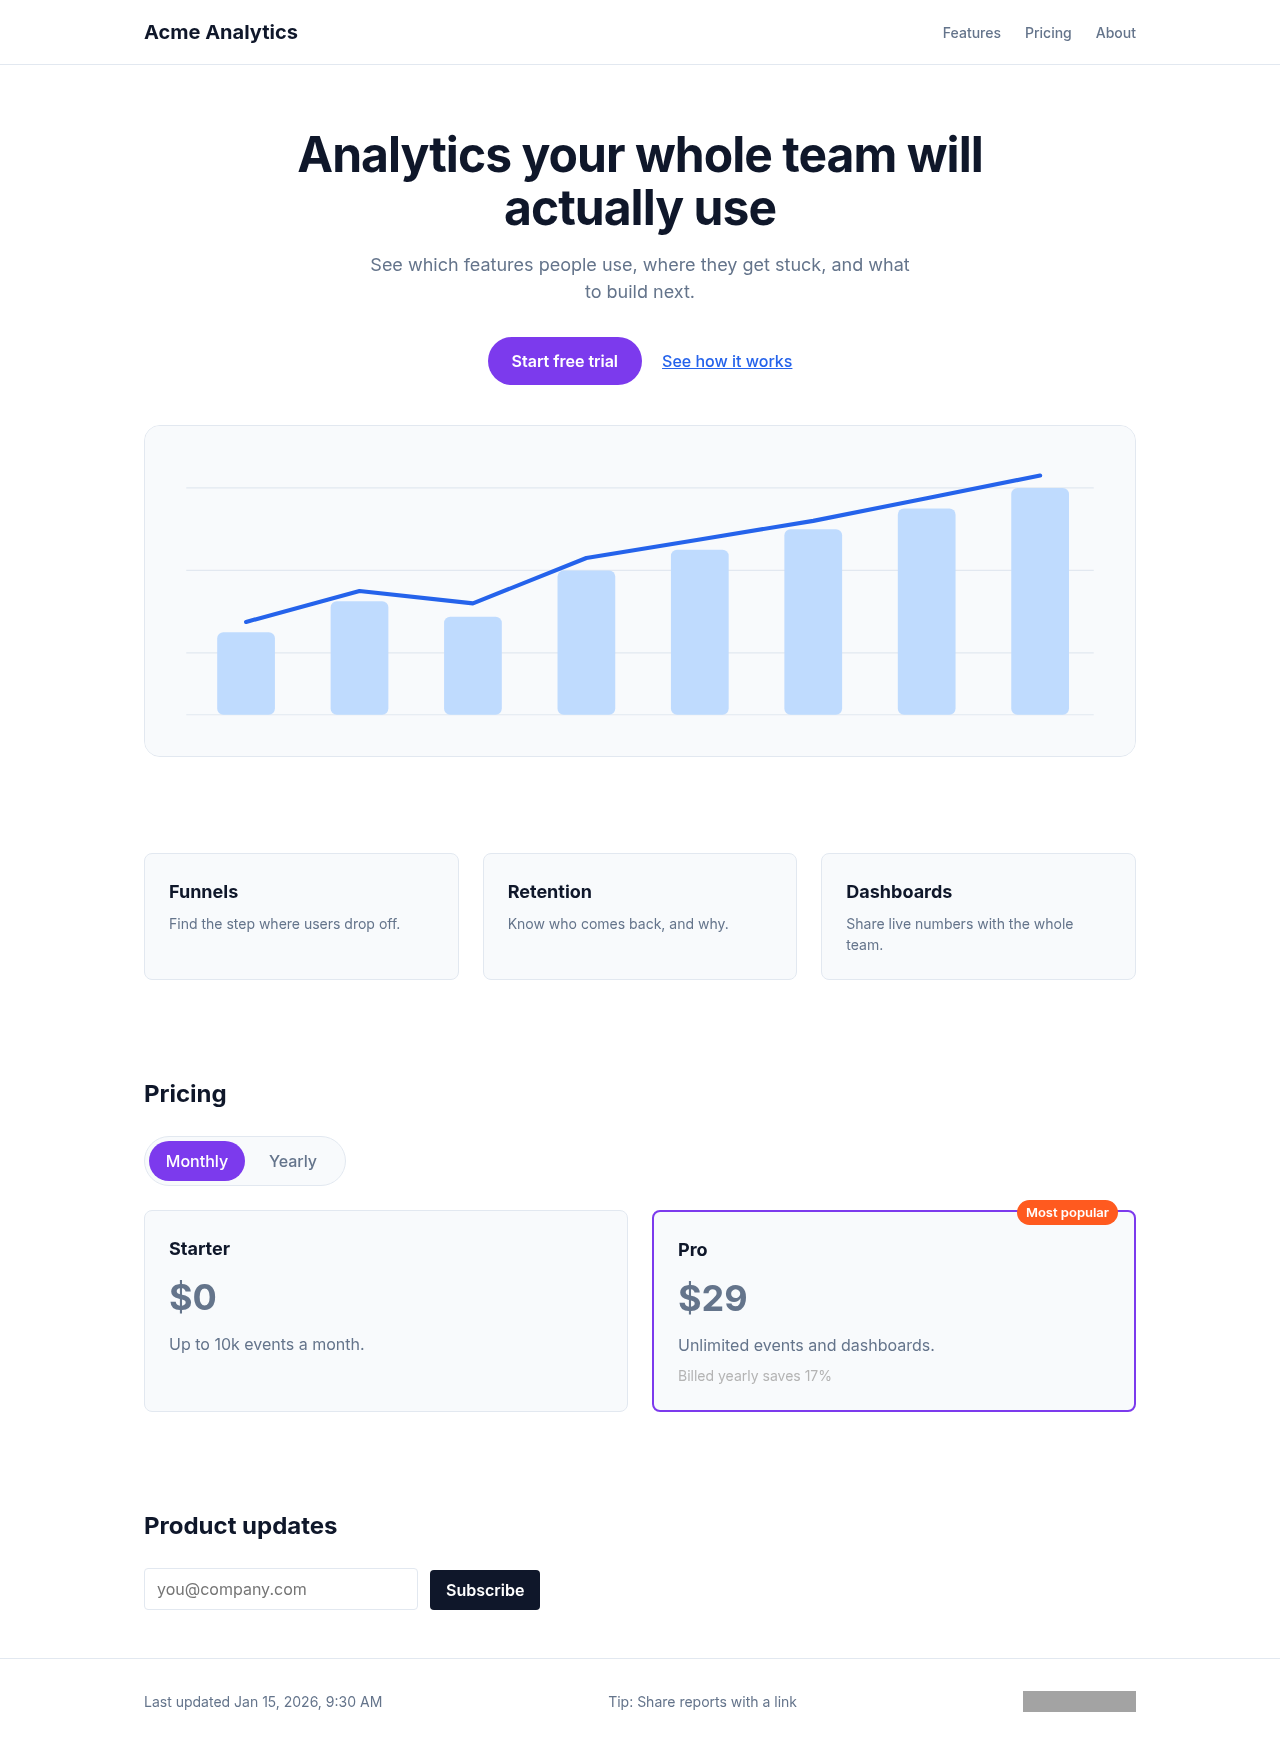 Acme Analytics
Features Pricing About
Analytics your whole team will
actually use
See which features people use, where they get stuck, and what
to build next.
Start free trial
See how it works
Funnels
Find the step where users drop off.
Retention
Know who comes back, and why.
Dashboards
Share live numbers with the whole
team.
Pricing
Monthly Yearly
Starter
$0
Up to 10k events a month.
Most popular
Pro
$29
Unlimited events and dashboards.
Billed yearly saves 17%
Product updates
you@company.com
Subscribe
Last updated Jan 15, 2026, 9:30 AM
Tip: Share reports with a link